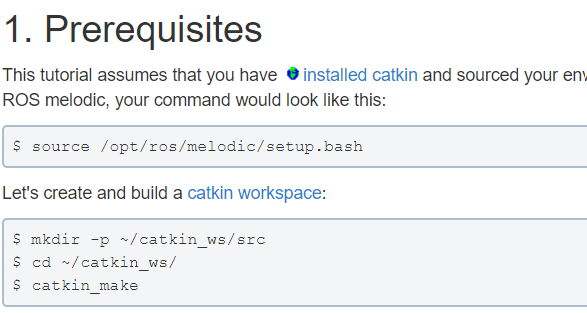 1. Prerequisites
This tutorial assumes that you have installed catkin and sourced your
ROS melodic, your command would look like this:
$ source /opt/ros/melodic/setup.bash
Let's create and build a catkin workspace:
$ mkdir -p ~/catkin_ws/src
$ cd ~/catkin_ws/
$ catkin_make